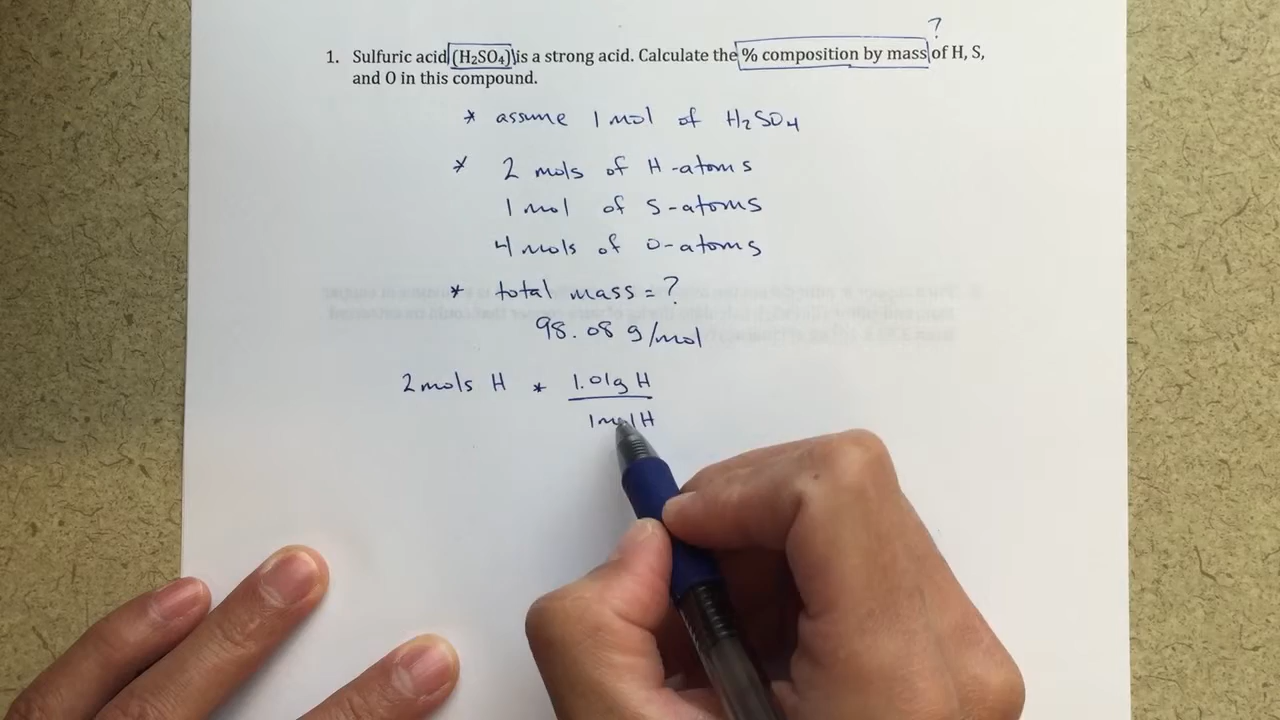 ?
1. Sulfuric acid (H₂SO₄) is a strong acid. Calculate the % composition by mass of H, S,
and O in this compound.
* assume 1 mol of H₂SO₄
* 2 mols of H-atoms
1 mol of S-atoms
4 mols of O-atoms
* total mass = ?
98.08 g/mol
2 mols H * 1.01g H
1 mol H